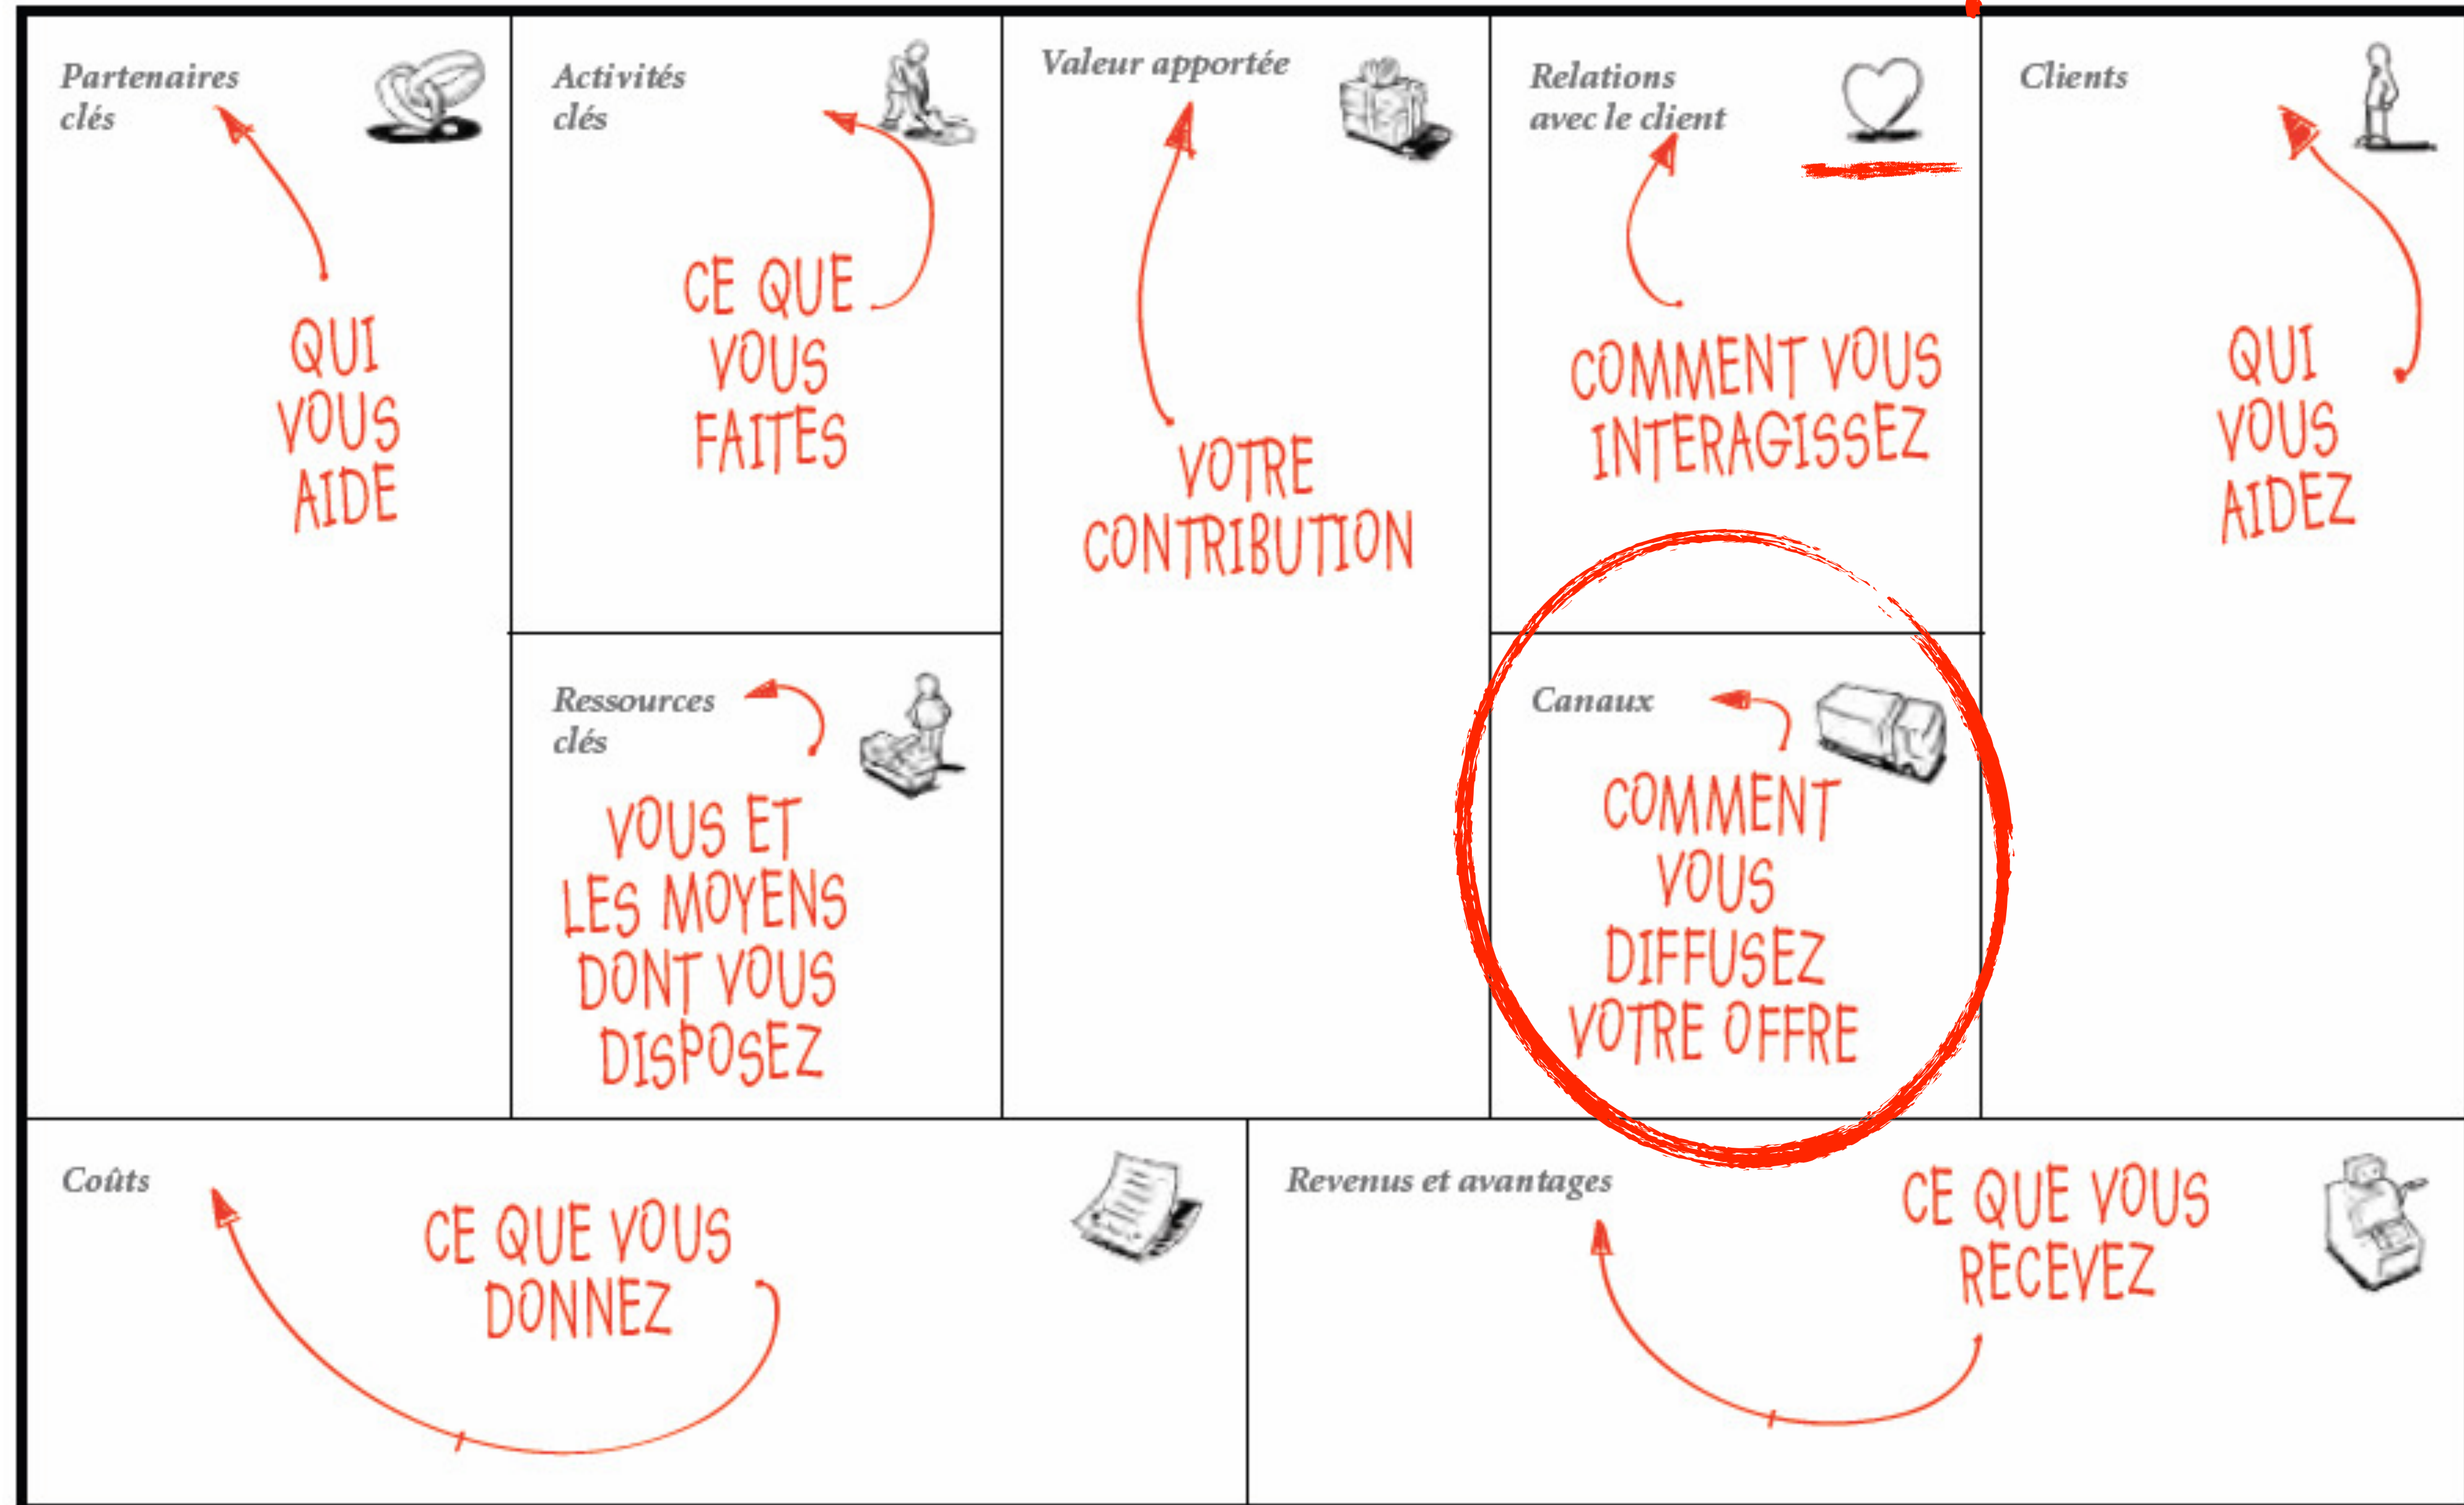 Partenaires
clés
QUI
VOUS
AIDE
Activités
clés
CE QUE
VOUS
FAITES
Ressources
clés
VOUS ET
LES MOYENS
DONT VOUS
DISPOSEZ
Valeur apportée
VOTRE
CONTRIBUTION
Relations
avec le client
COMMENT VOUS
INTERAGISSEZ
Canaux
COMMENT
VOUS
DIFFUSEZ
VOTRE OFFRE
Clients
QUI
VOUS
AIDEZ
Coûts
CE QUE VOUS
DONNEZ
Revenus et avantages
CE QUE VOUS
RECEVEZ